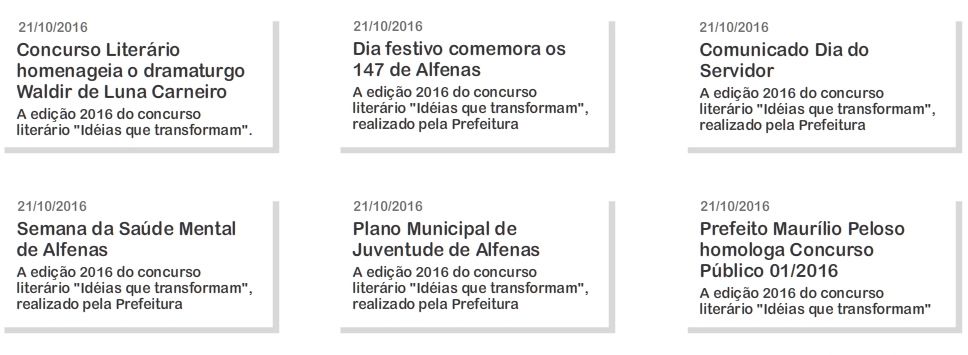 21/10/2016
Concurso Literário
homenageia o dramaturgo
Waldir de Luna Carneiro
A edição 2016 do concurso
literário "Idéias que transformam".
21/10/2016
Dia festivo comemora os
147 de Alfenas
A edição 2016 do concurso
literário "Idéias que transformam",
realizado pela Prefeitura
21/10/2016
Comunicado Dia do
Servidor
A edição 2016 do concurso
literário "Idéias que transformam",
realizado pela Prefeitura
21/10/2016
Semana da Saúde Mental
de Alfenas
A edição 2016 do concurso
literário "Idéias que transformam",
realizado pela Prefeitura
21/10/2016
Plano Municipal de
Juventude de Alfenas
A edição 2016 do concurso
literário "Idéias que transformam",
realizado pela Prefeitura
21/10/2016
Prefeito Maurílio Peloso
homologa Concurso
Público 01/2016
A edição 2016 do concurso
literário "Idéias que transformam"